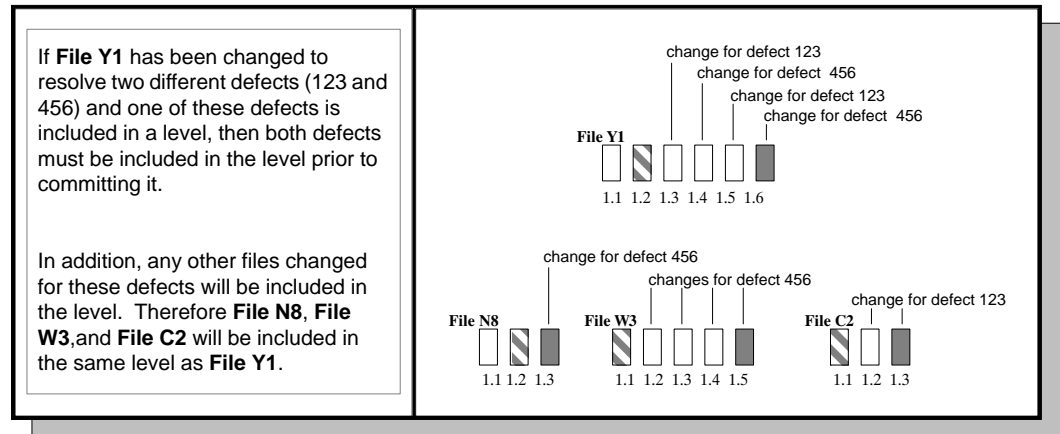 If File Y1 has been changed to
resolve two different defects (123 and
456) and one of these defects is
included in a level, then both defects
must be included in the level prior to
committing it.
In addition, any other files changed
for these defects will be included in
the level.  Therefore File N8, File
W3,and File C2 will be included in
the same level as File Y1.
change for defect 123
change for defect  456
change for defect 123
change for defect  456
File Y1
1.1 1.2 1.3 1.4 1.5 1.6
change for defect 456
File N8
1.1 1.2 1.3
changes for defect 456
File W3
1.1 1.2 1.3 1.4 1.5
change for defect 123
File C2
1.1 1.2 1.3